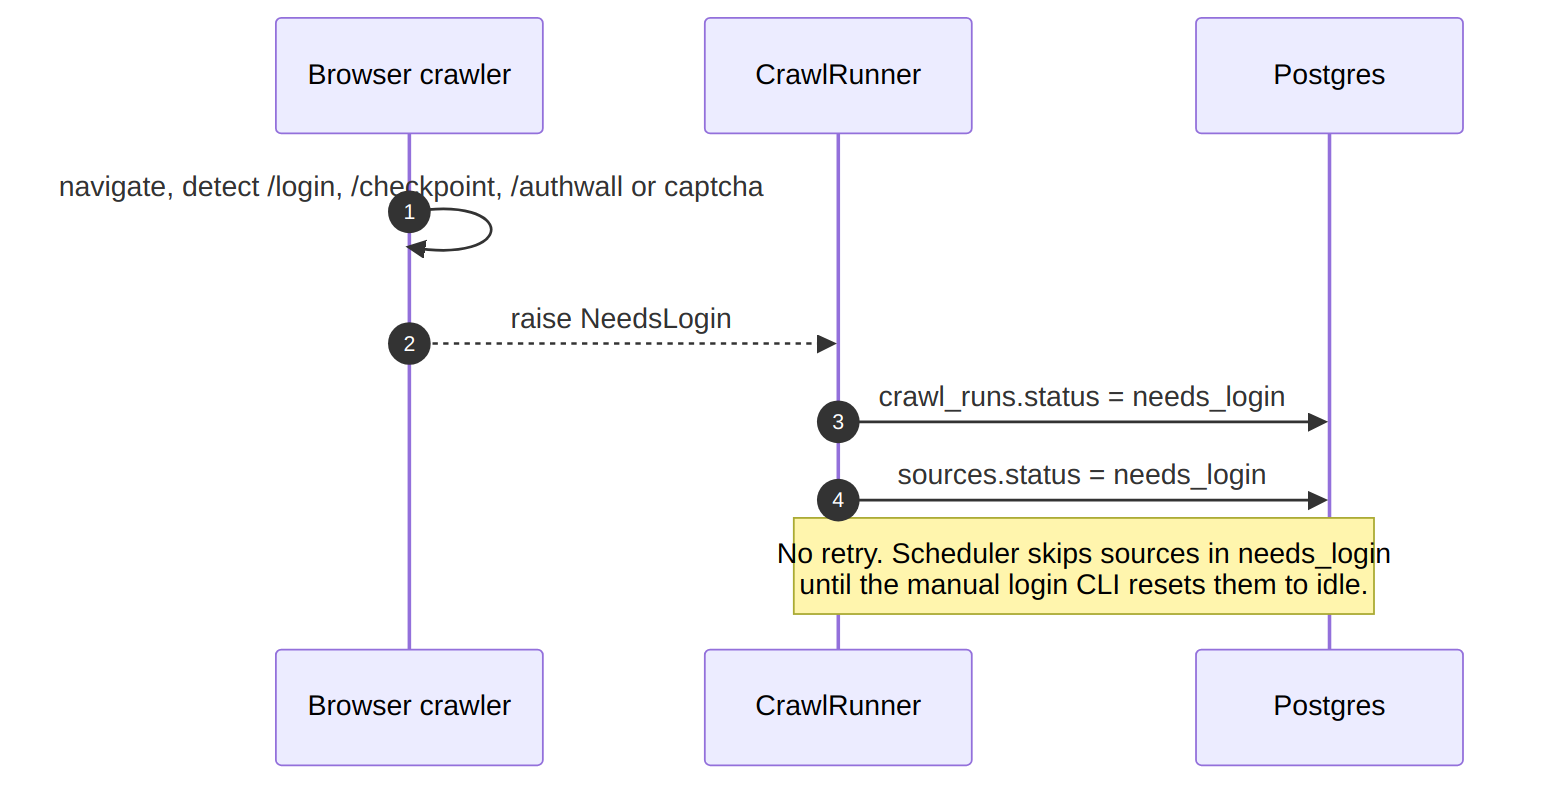 Browser crawler
CrawlRunner
Postgres
navigate, detect /login, /checkpoint, /authwall or captcha
1
raise NeedsLogin
2
crawl_runs.status = needs_login
3
sources.status = needs_login
4
No retry. Scheduler skips sources in needs_login
until the manual login CLI resets them to idle.
Browser crawler
CrawlRunner
Postgres